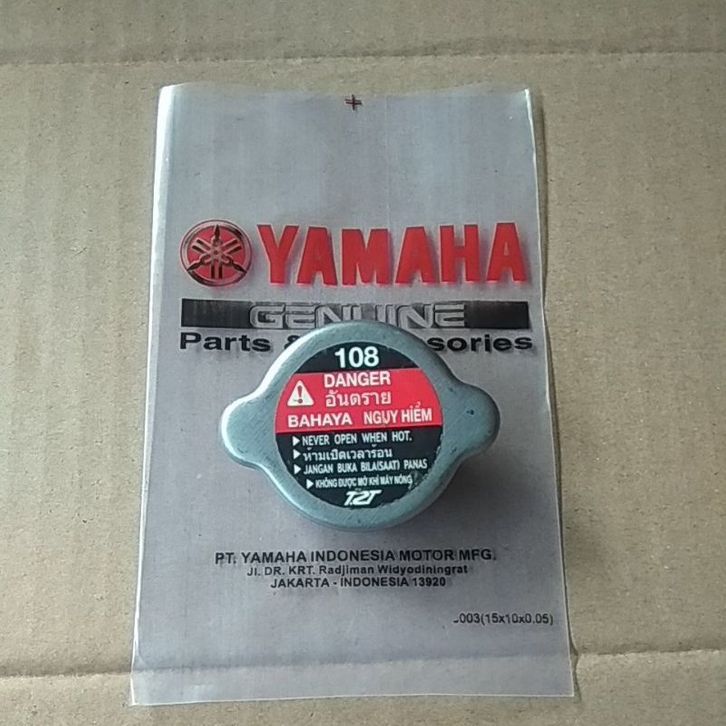 YAMAHA
GENUINE
Parts & ssories
108
DANGER
อันตราย
BAHAYA NGUY HIỂM
NEVER OPEN WHEN HOT.
ห้ามเปิดเวลาร้อน
JANGAN BUKA BILA(SAAT) PANAS
KHÔNG ĐƯỢC MỞ KHI MÁY NÓNG
T.2T
PT. YAMAHA INDONESIA MOTOR MFG.
Jl. DR. KRT. Radjiman Widyodiningrat
JAKARTA - INDONESIA 13920
003(15x10x0.05)